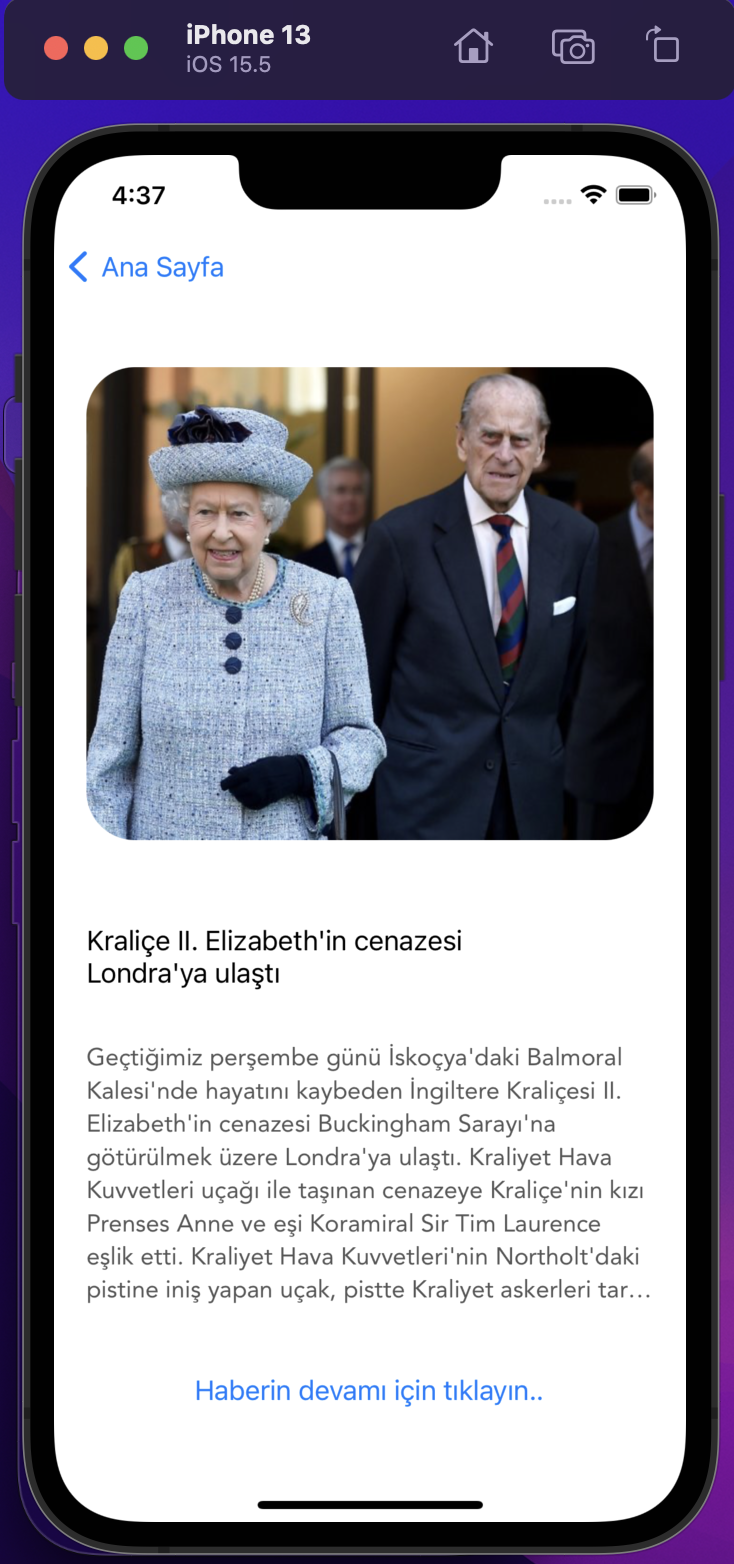 iPhone 13
iOS 15.5
4:37
Ana Sayfa
Kraliçe II. Elizabeth'in cenazesi
Londra'ya ulaştı
Geçtiğimiz perşembe günü İskoçya'daki Balmoral
Kalesi'nde hayatını kaybeden İngiltere Kraliçesi II.
Elizabeth'in cenazesi Buckingham Sarayı'na
götürülmek üzere Londra'ya ulaştı. Kraliyet Hava
Kuvvetleri uçağı ile taşınan cenazeye Kraliçe'nin kızı
Prenses Anne ve eşi Koramiral Sir Tim Laurence
eşlik etti. Kraliyet Hava Kuvvetleri'nin Northolt'daki
pistine iniş yapan uçak, pistte Kraliyet askerleri tar...
Haberin devamı için tıklayın..